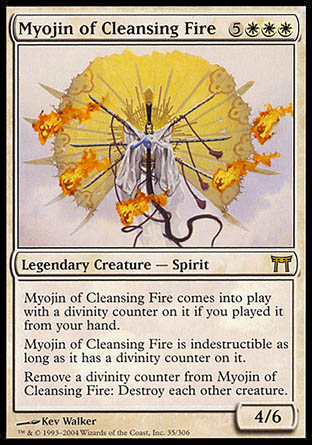 Myojin of Cleansing Fire 5
Legendary Creature — Spirit
Myojin of Cleansing Fire comes into play
with a divinity counter on it if you played it
from your hand.
Myojin of Cleansing Fire is indestructible as
long as it has a divinity counter on it.
Remove a divinity counter from Myojin of
Cleansing Fire: Destroy each other creature.
Kev Walker
™ & © 1993–2004 Wizards of the Coast, Inc. 35/306
4/6